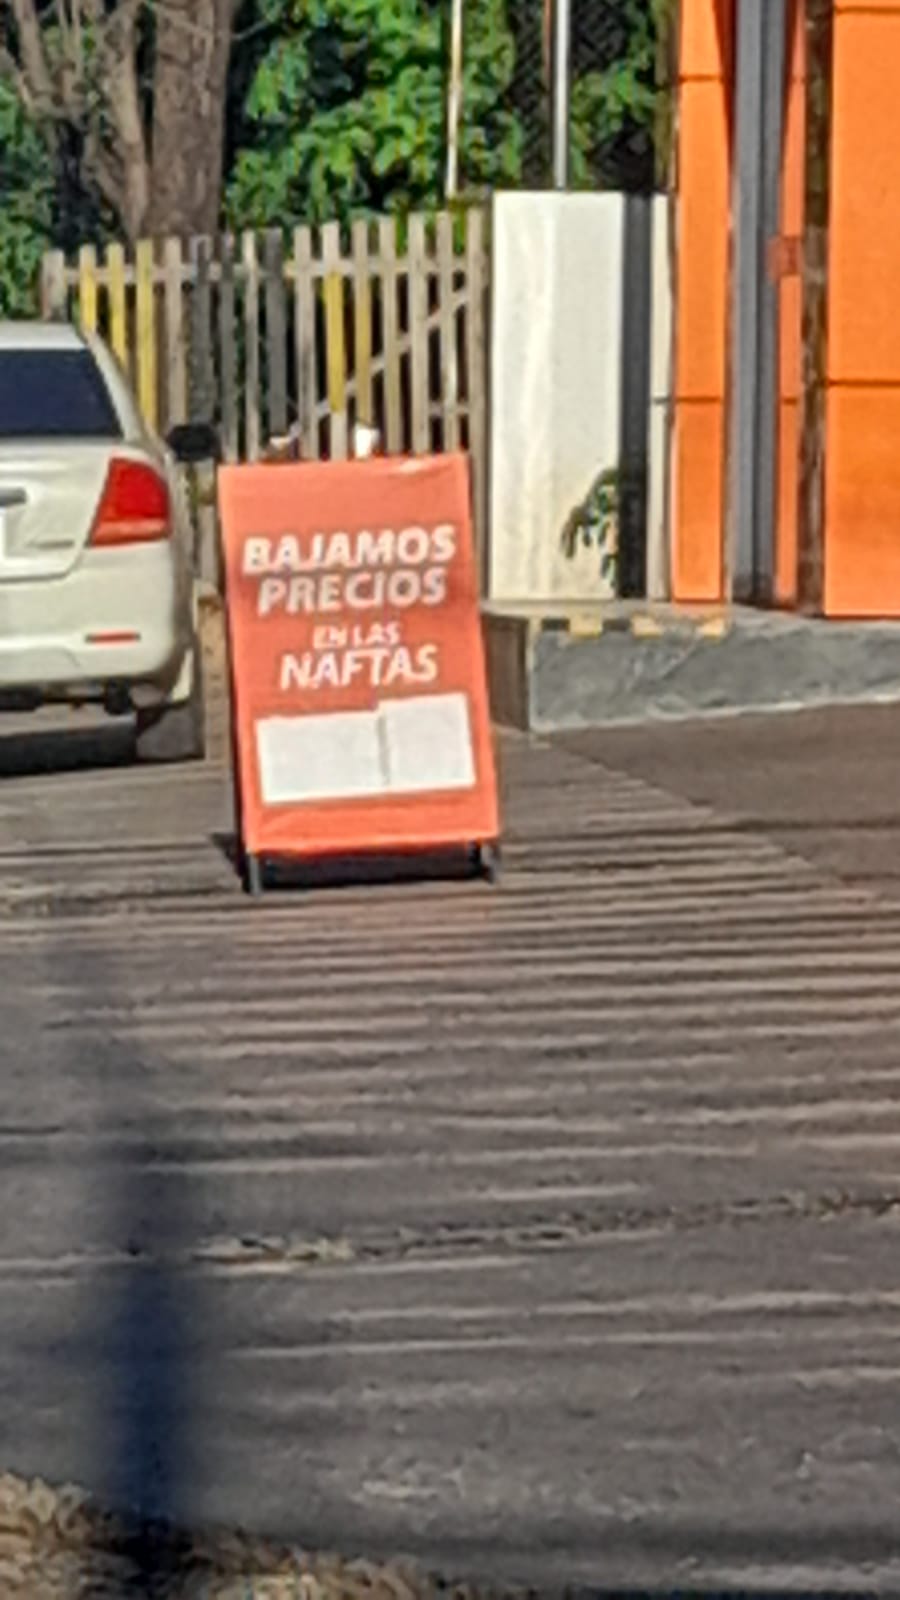 BAJAMOS
PRECIOS
EN LAS
NAFTAS